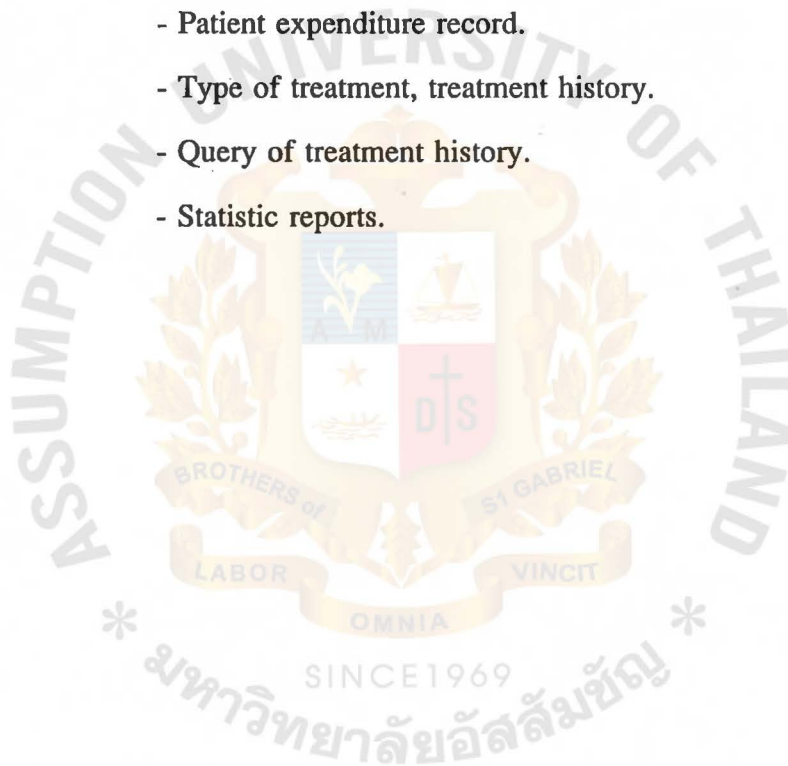 - Patient expenditure record.
- Type of treatment, treatment history.
- Query of treatment history.
- Statistic reports.
ASSUMPTION UNIVERSITY OF THAILAND
A M
D S
BROTHERS of
S1 GABRIEL
LABOR
VINCIT
OMNIA
* *
SINCE1969
มหาวิทยาลัยอัสสัมชัญ